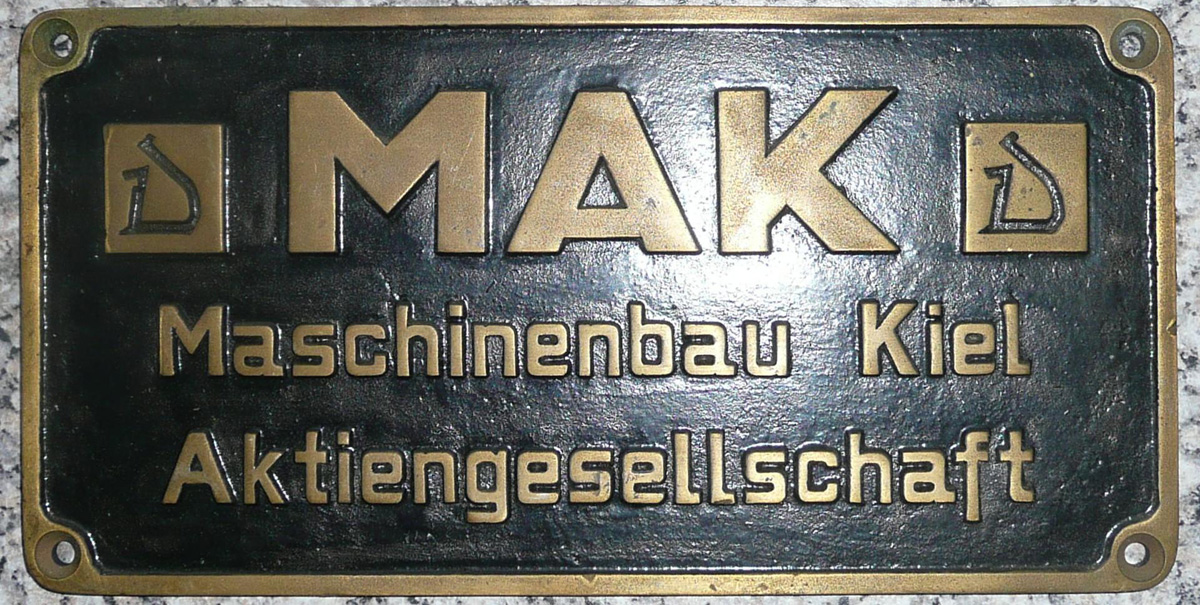 MAK
Maschinenbau Kiel
Aktiengesellschaft